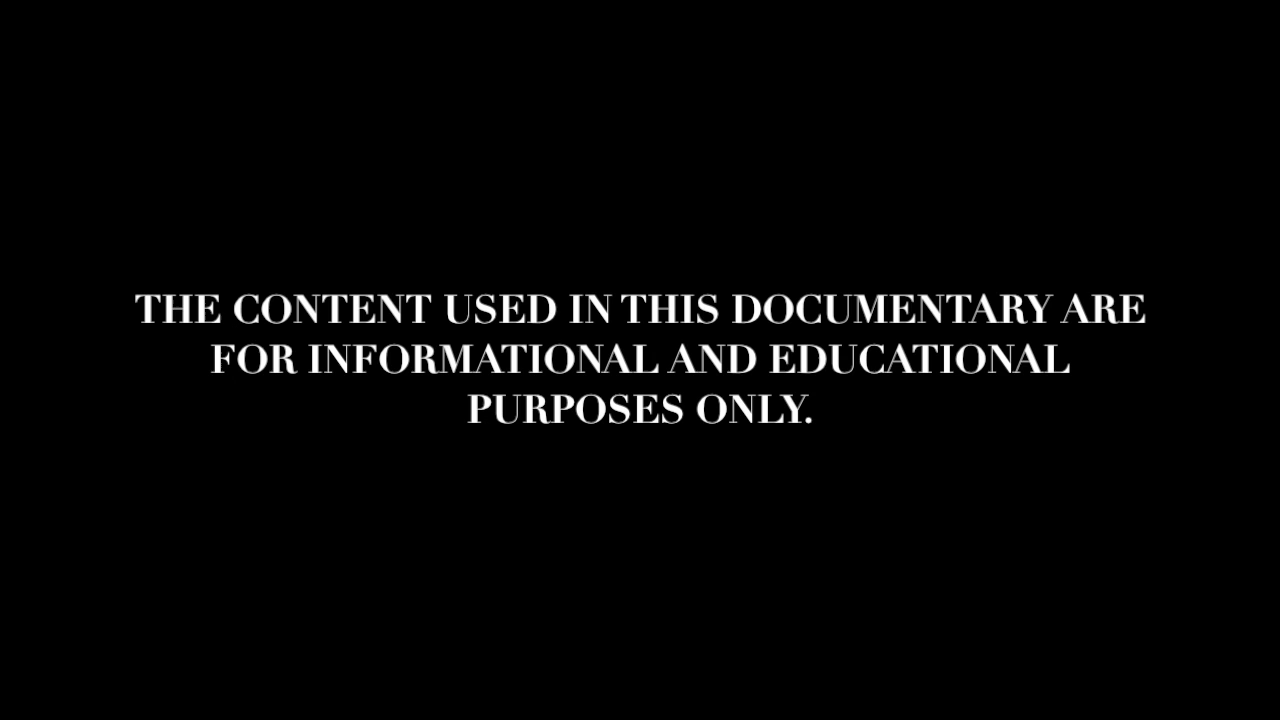 THE CONTENT USED IN THIS DOCUMENTARY ARE
FOR INFORMATIONAL AND EDUCATIONAL
PURPOSES ONLY.